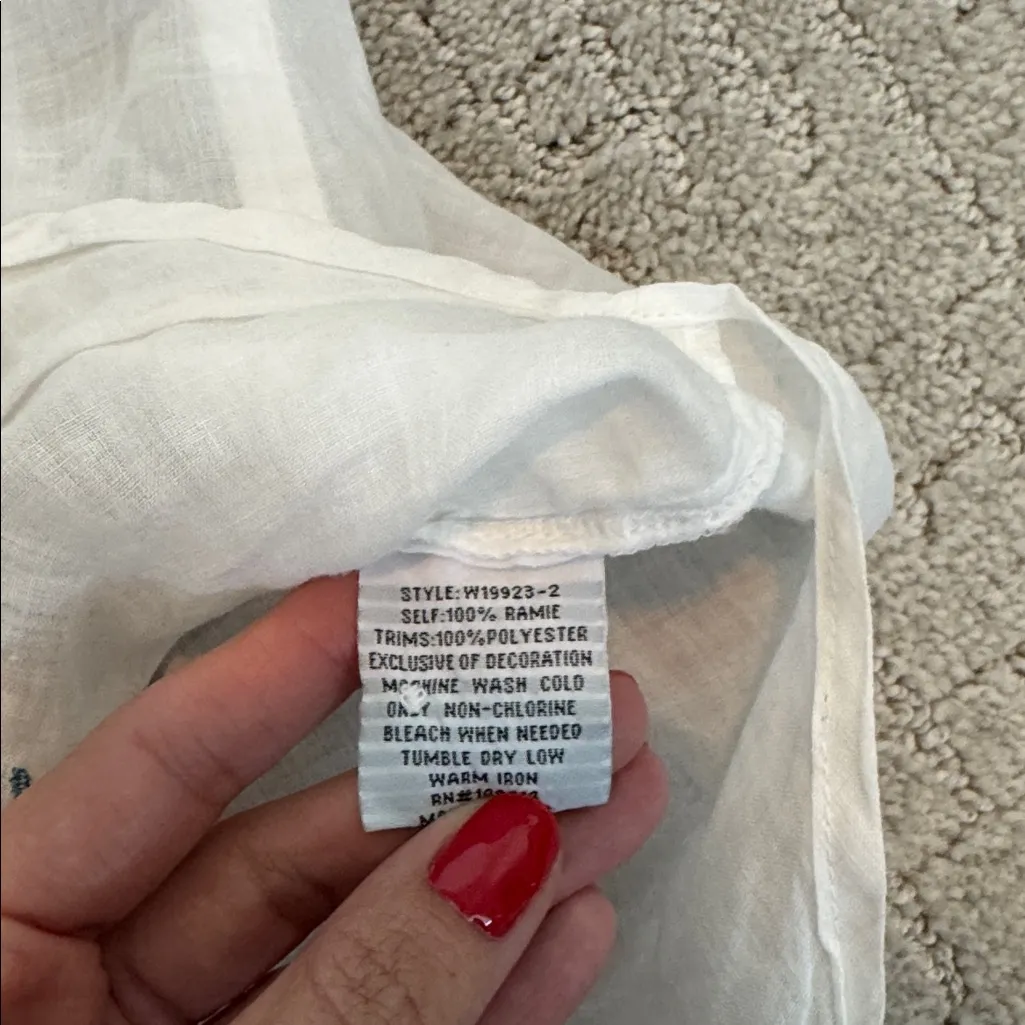 STYLE:W19923-2
SELF:100% RAMIE
TRIMS:100%POLYESTER
EXCLUSIVE OF DECORATION
MACHINE WASH COLD
ONLY NON-CHLORINE
BLEACH WHEN NEEDED
TUMBLE DRY LOW
WARM IRON